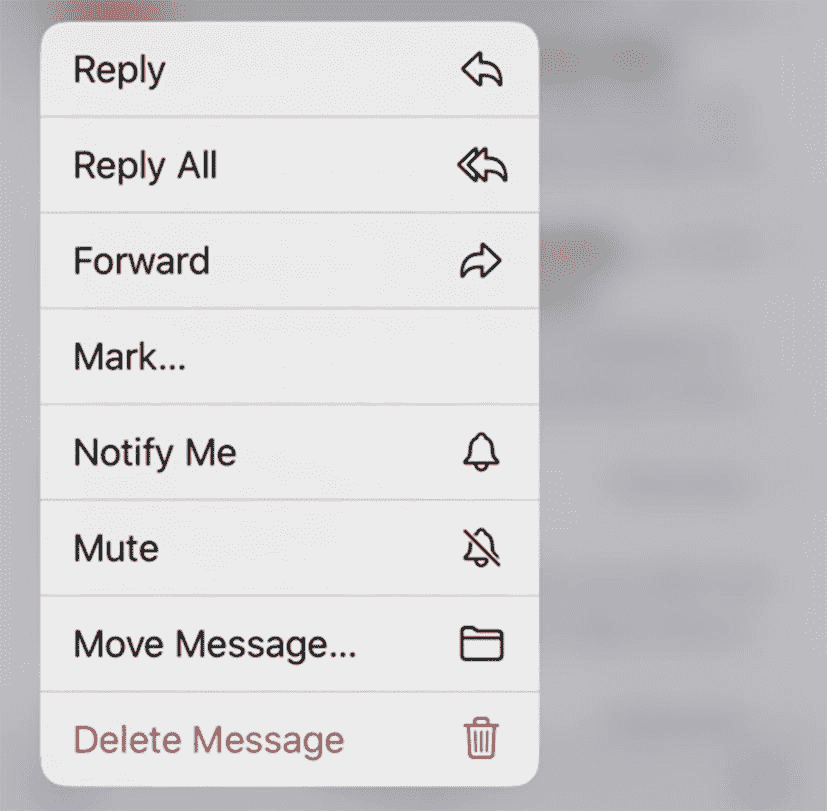 Reply
Reply All
Forward
Mark...
Notify Me
Mute
Move Message...
Delete Message